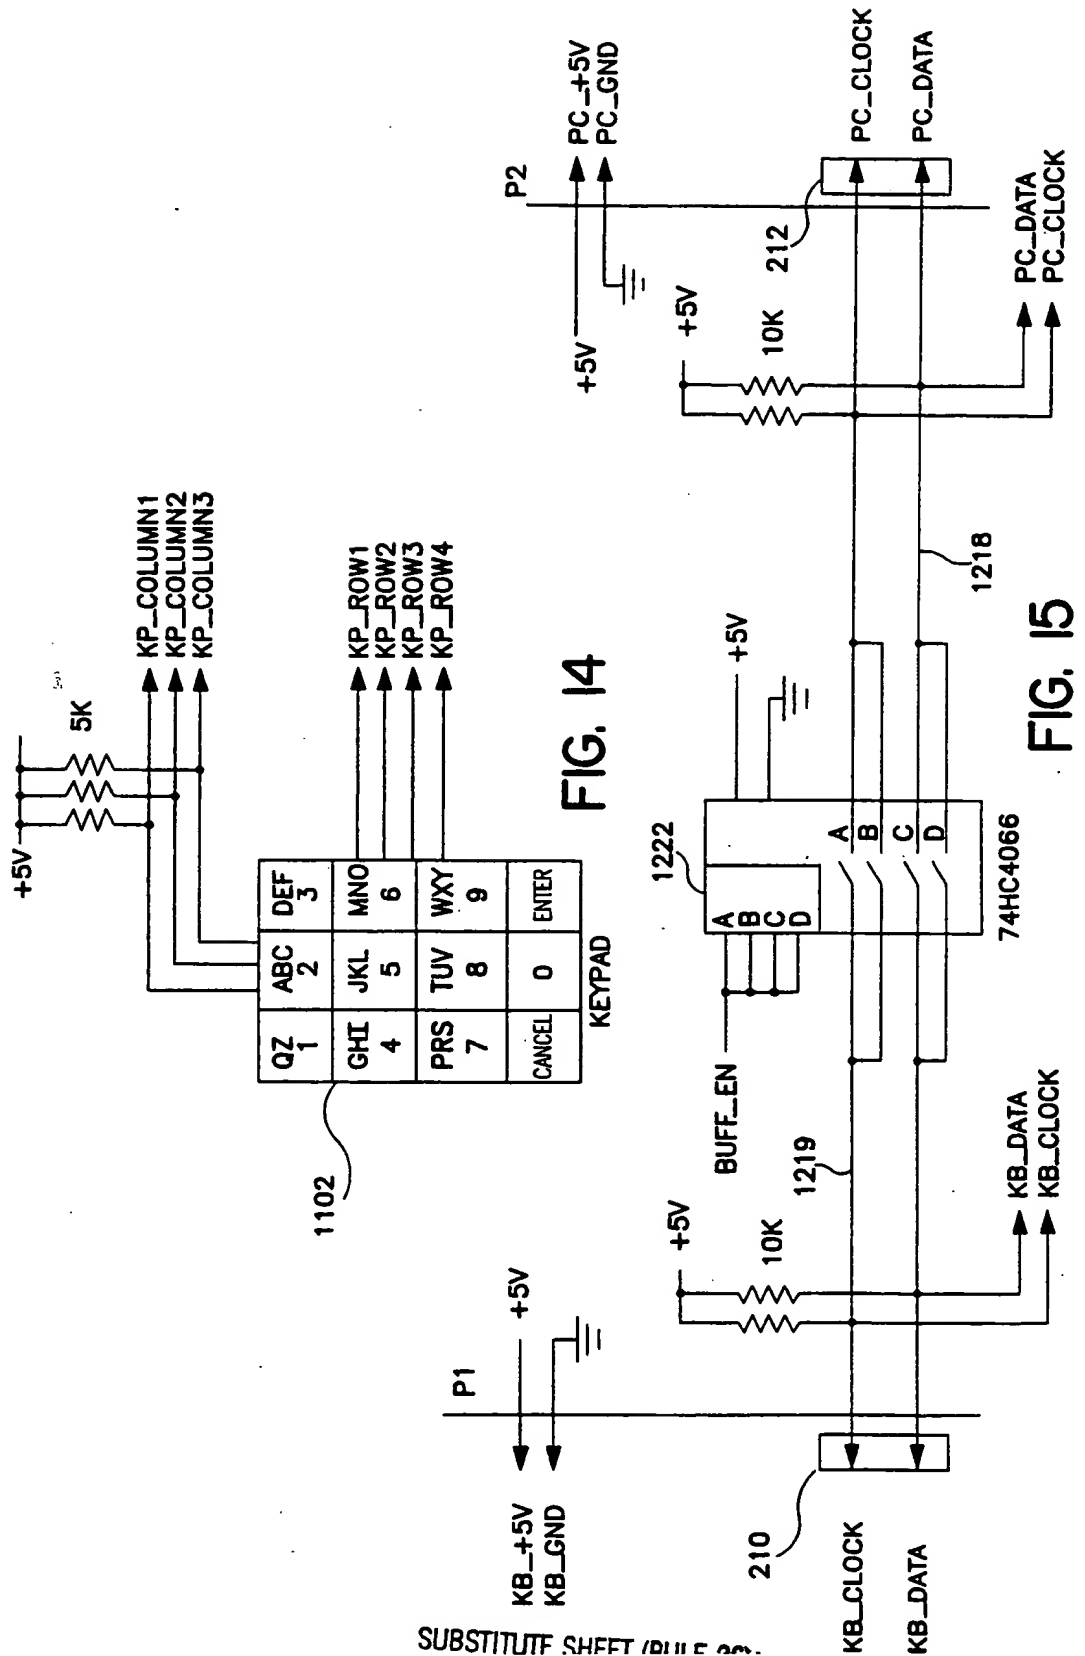 +5V
5K
KP_COLUMN1
KP_COLUMN2
KP_COLUMN3
QZ
1
ABC
2
DEF
3
GHI
4
JKL
5
MNO
6
PRS
7
TUV
8
WXY
9
CANCEL
0
ENTER
KEYPAD
1102
KP_ROW1
KP_ROW2
KP_ROW3
KP_ROW4
FIG. 14
P1
KB_+5V
KB_GND
+5V
P2
+5V
PC_+5V
PC_GND
210
KB_CLOCK
KB_DATA
+5V
10K
KB_DATA
KB_CLOCK
1219
BUFF_EN
1222
A
B
C
D
A
B
C
D
74HC4066
+5V
1218
+5V
10K
PC_DATA
PC_CLOCK
212
PC_CLOCK
PC_DATA
FIG. 15
SUBSTITUTE SHEET (RULE